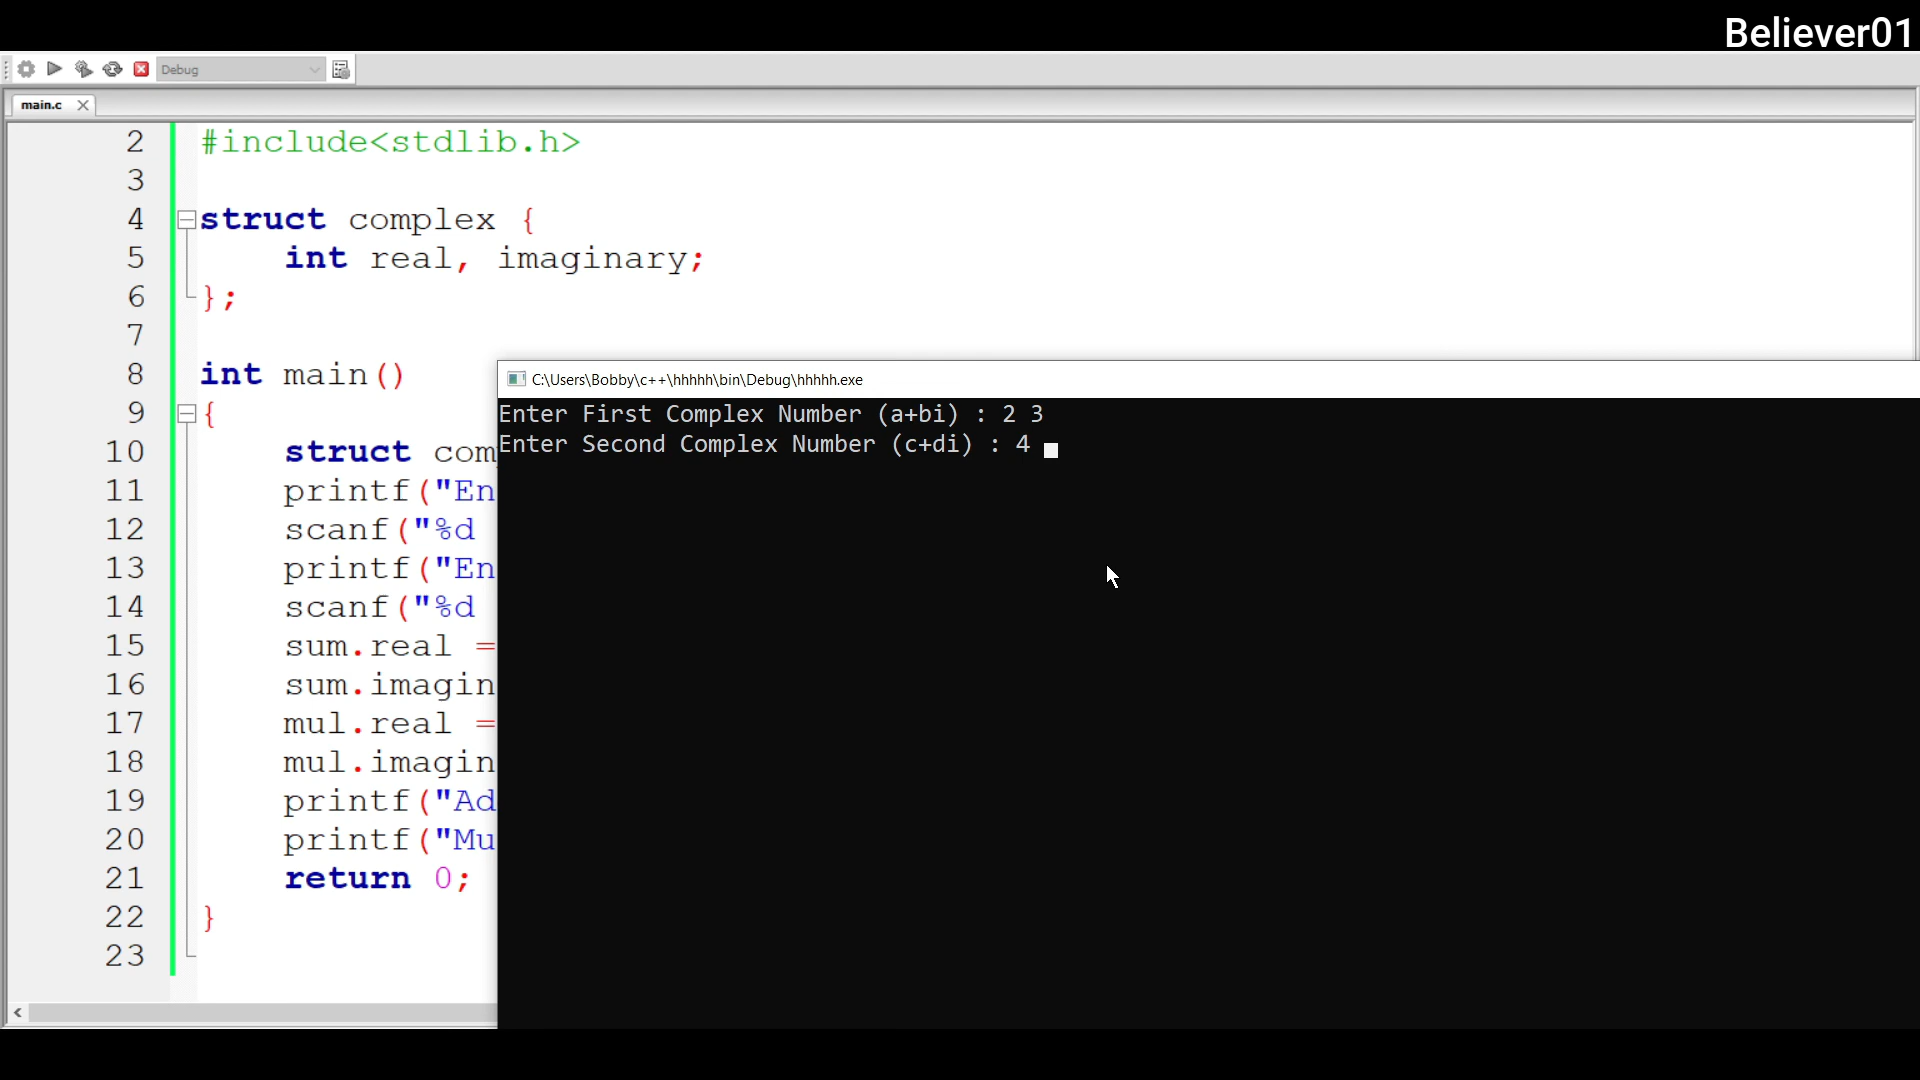 Believer01
Debug
main.c
2 #include<stdlib.h>
3
4 struct complex {
5 int real, imaginary;
6 };
7
8 int main()
9 {
10 struct com
11 printf("En
12 scanf("%d
13 printf("En
14 scanf("%d
15 sum.real =
16 sum.imagin
17 mul.real =
18 mul.imagin
19 printf("Ad
20 printf("Mu
21 return 0;
22 }
23
C:\Users\Bobby\c++\hhhhh\bin\Debug\hhhhh.exe
Enter First Complex Number (a+bi) : 2 3
Enter Second Complex Number (c+di) : 4